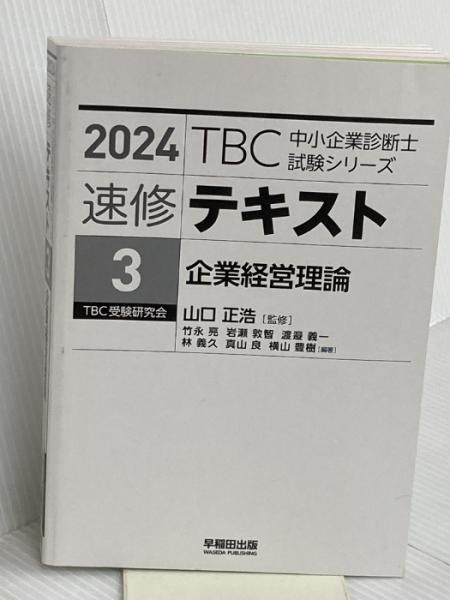 2024 TBC 中小企業診断士
試験シリーズ
速修 テキスト
3 企業経営理論
TBC受験研究会
山口 正浩 [監修]
竹永 亮 岩瀬 敦智 渡邉 義一
林 義久 真山 良 横山 豊樹 [編著]
早稲田出版
WASEDA PUBLISHING